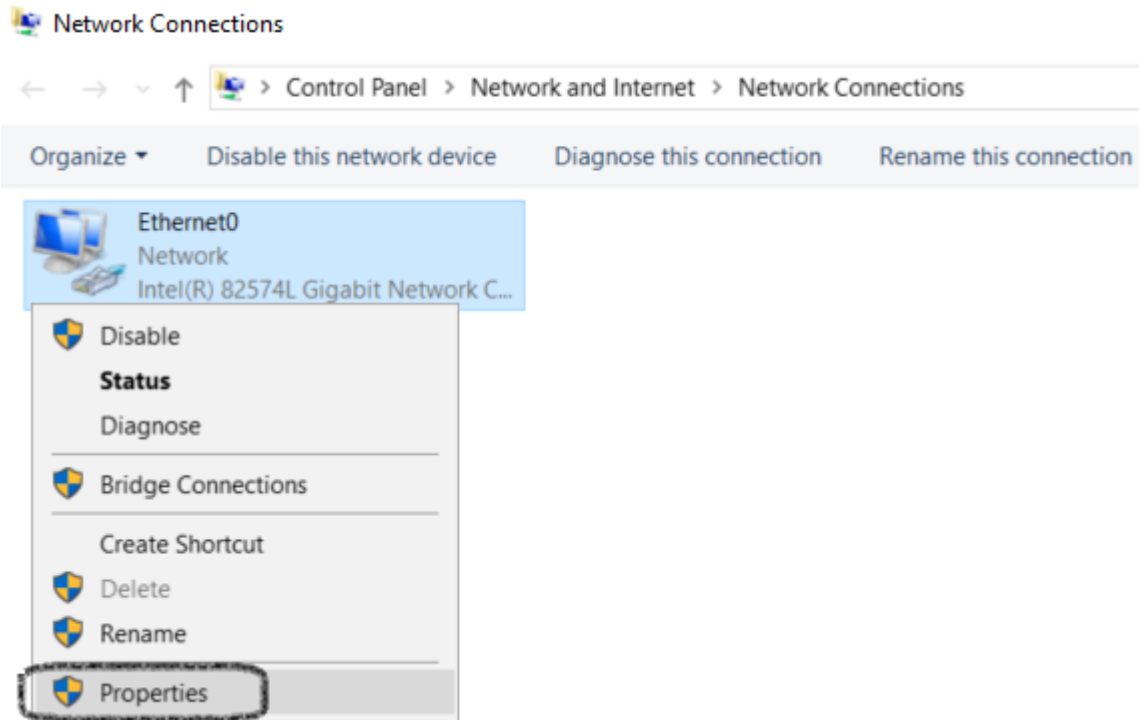 Network Connections
Control Panel > Network and Internet > Network Connections
Organize Disable this network device Diagnose this connection Rename this connection
Ethernet0
Network
Intel(R) 82574L Gigabit Network C...
Disable
Status
Diagnose
Bridge Connections
Create Shortcut
Delete
Rename
Properties